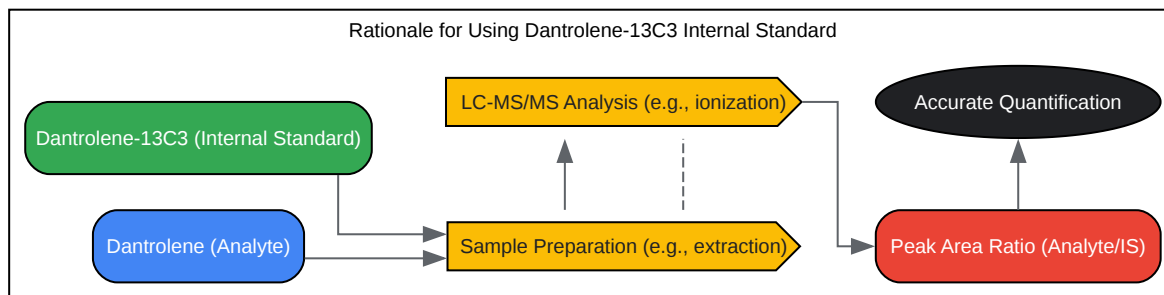 Rationale for Using Dantrolene-13C3 Internal Standard
LC-MS/MS Analysis (e.g., ionization)
Accurate Quantification
Dantrolene-13C3 (Internal Standard)
Dantrolene (Analyte)
Sample Preparation (e.g., extraction)
Peak Area Ratio (Analyte/IS)